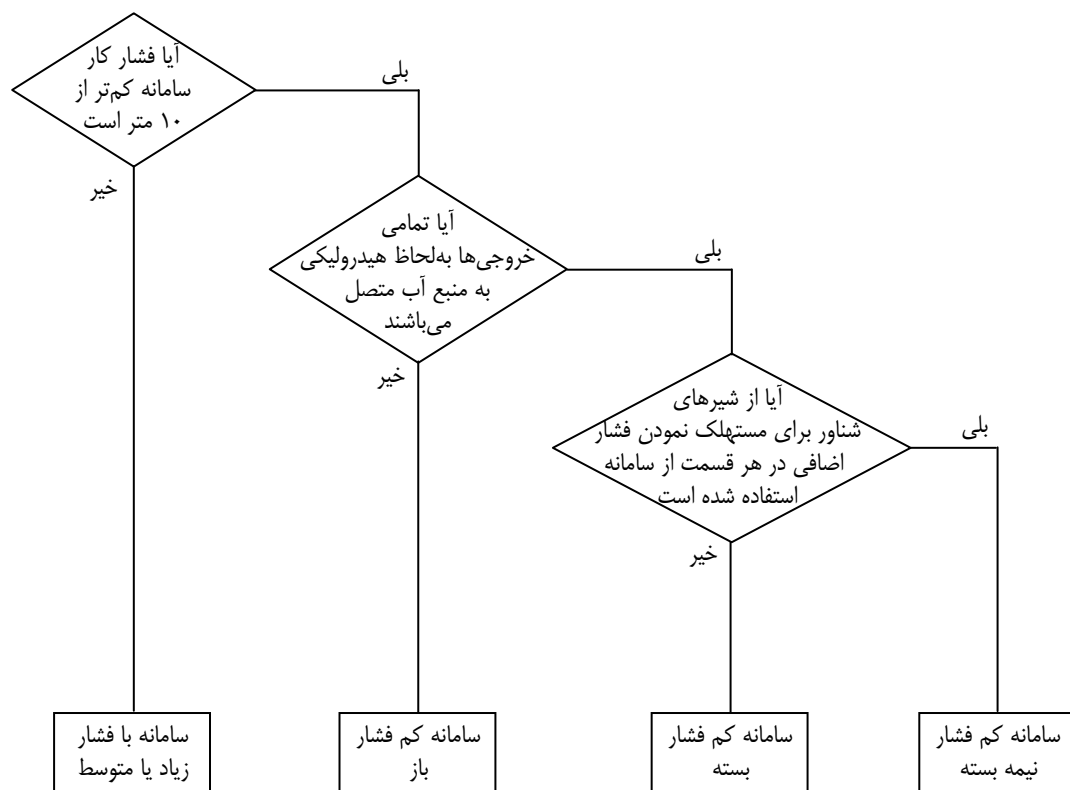 آیا فشار کار
سامانه کم‌تر از
۱۰ متر است
بلی
خیر
آیا تمامی
خروجی‌ها به‌لحاظ هیدرولیکی
به منبع آب متصل
می‌باشند
بلی
خیر
آیا از شیرهای
شناور برای مستهلک نمودن فشار
اضافی در هر قسمت از سامانه
استفاده شده است
بلی
خیر
سامانه با فشار
زیاد یا متوسط
سامانه کم فشار
باز
سامانه کم فشار
بسته
سامانه کم فشار
نیمه بسته